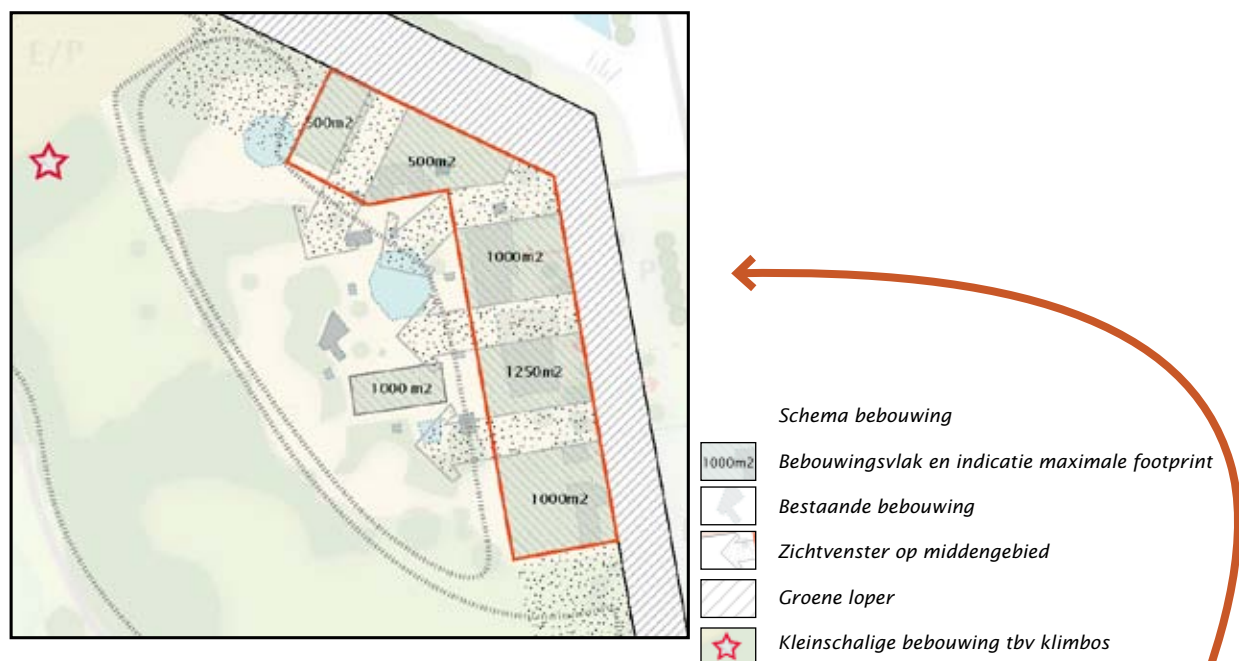 E/P
500m2
500m2
1000m2
1250m2
1000 m2
1000m2
P
Schema bebouwing
1000m2 Bebouwingsvlak en indicatie maximale footprint
Bestaande bebouwing
Zichtvenster op middengebied
Groene loper
Kleinschalige bebouwing tbv klimbos